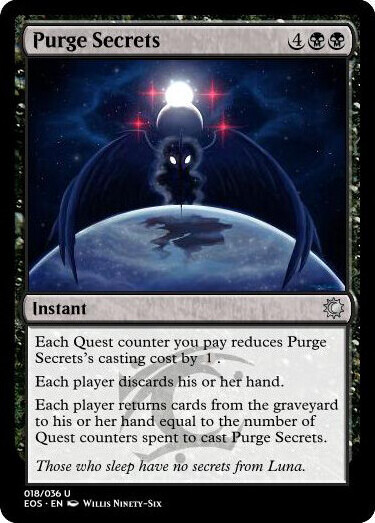 Purge Secrets 4
Instant
Each Quest counter you pay reduces Purge
Secrets's casting cost by 1 .
Each player discards his or her hand.
Each player returns cards from the graveyard
to his or her hand equal to the number of
Quest counters spent to cast Purge Secrets.
Those who sleep have no secrets from Luna.
018/036 U
EOS • EN Willis Ninety-Six